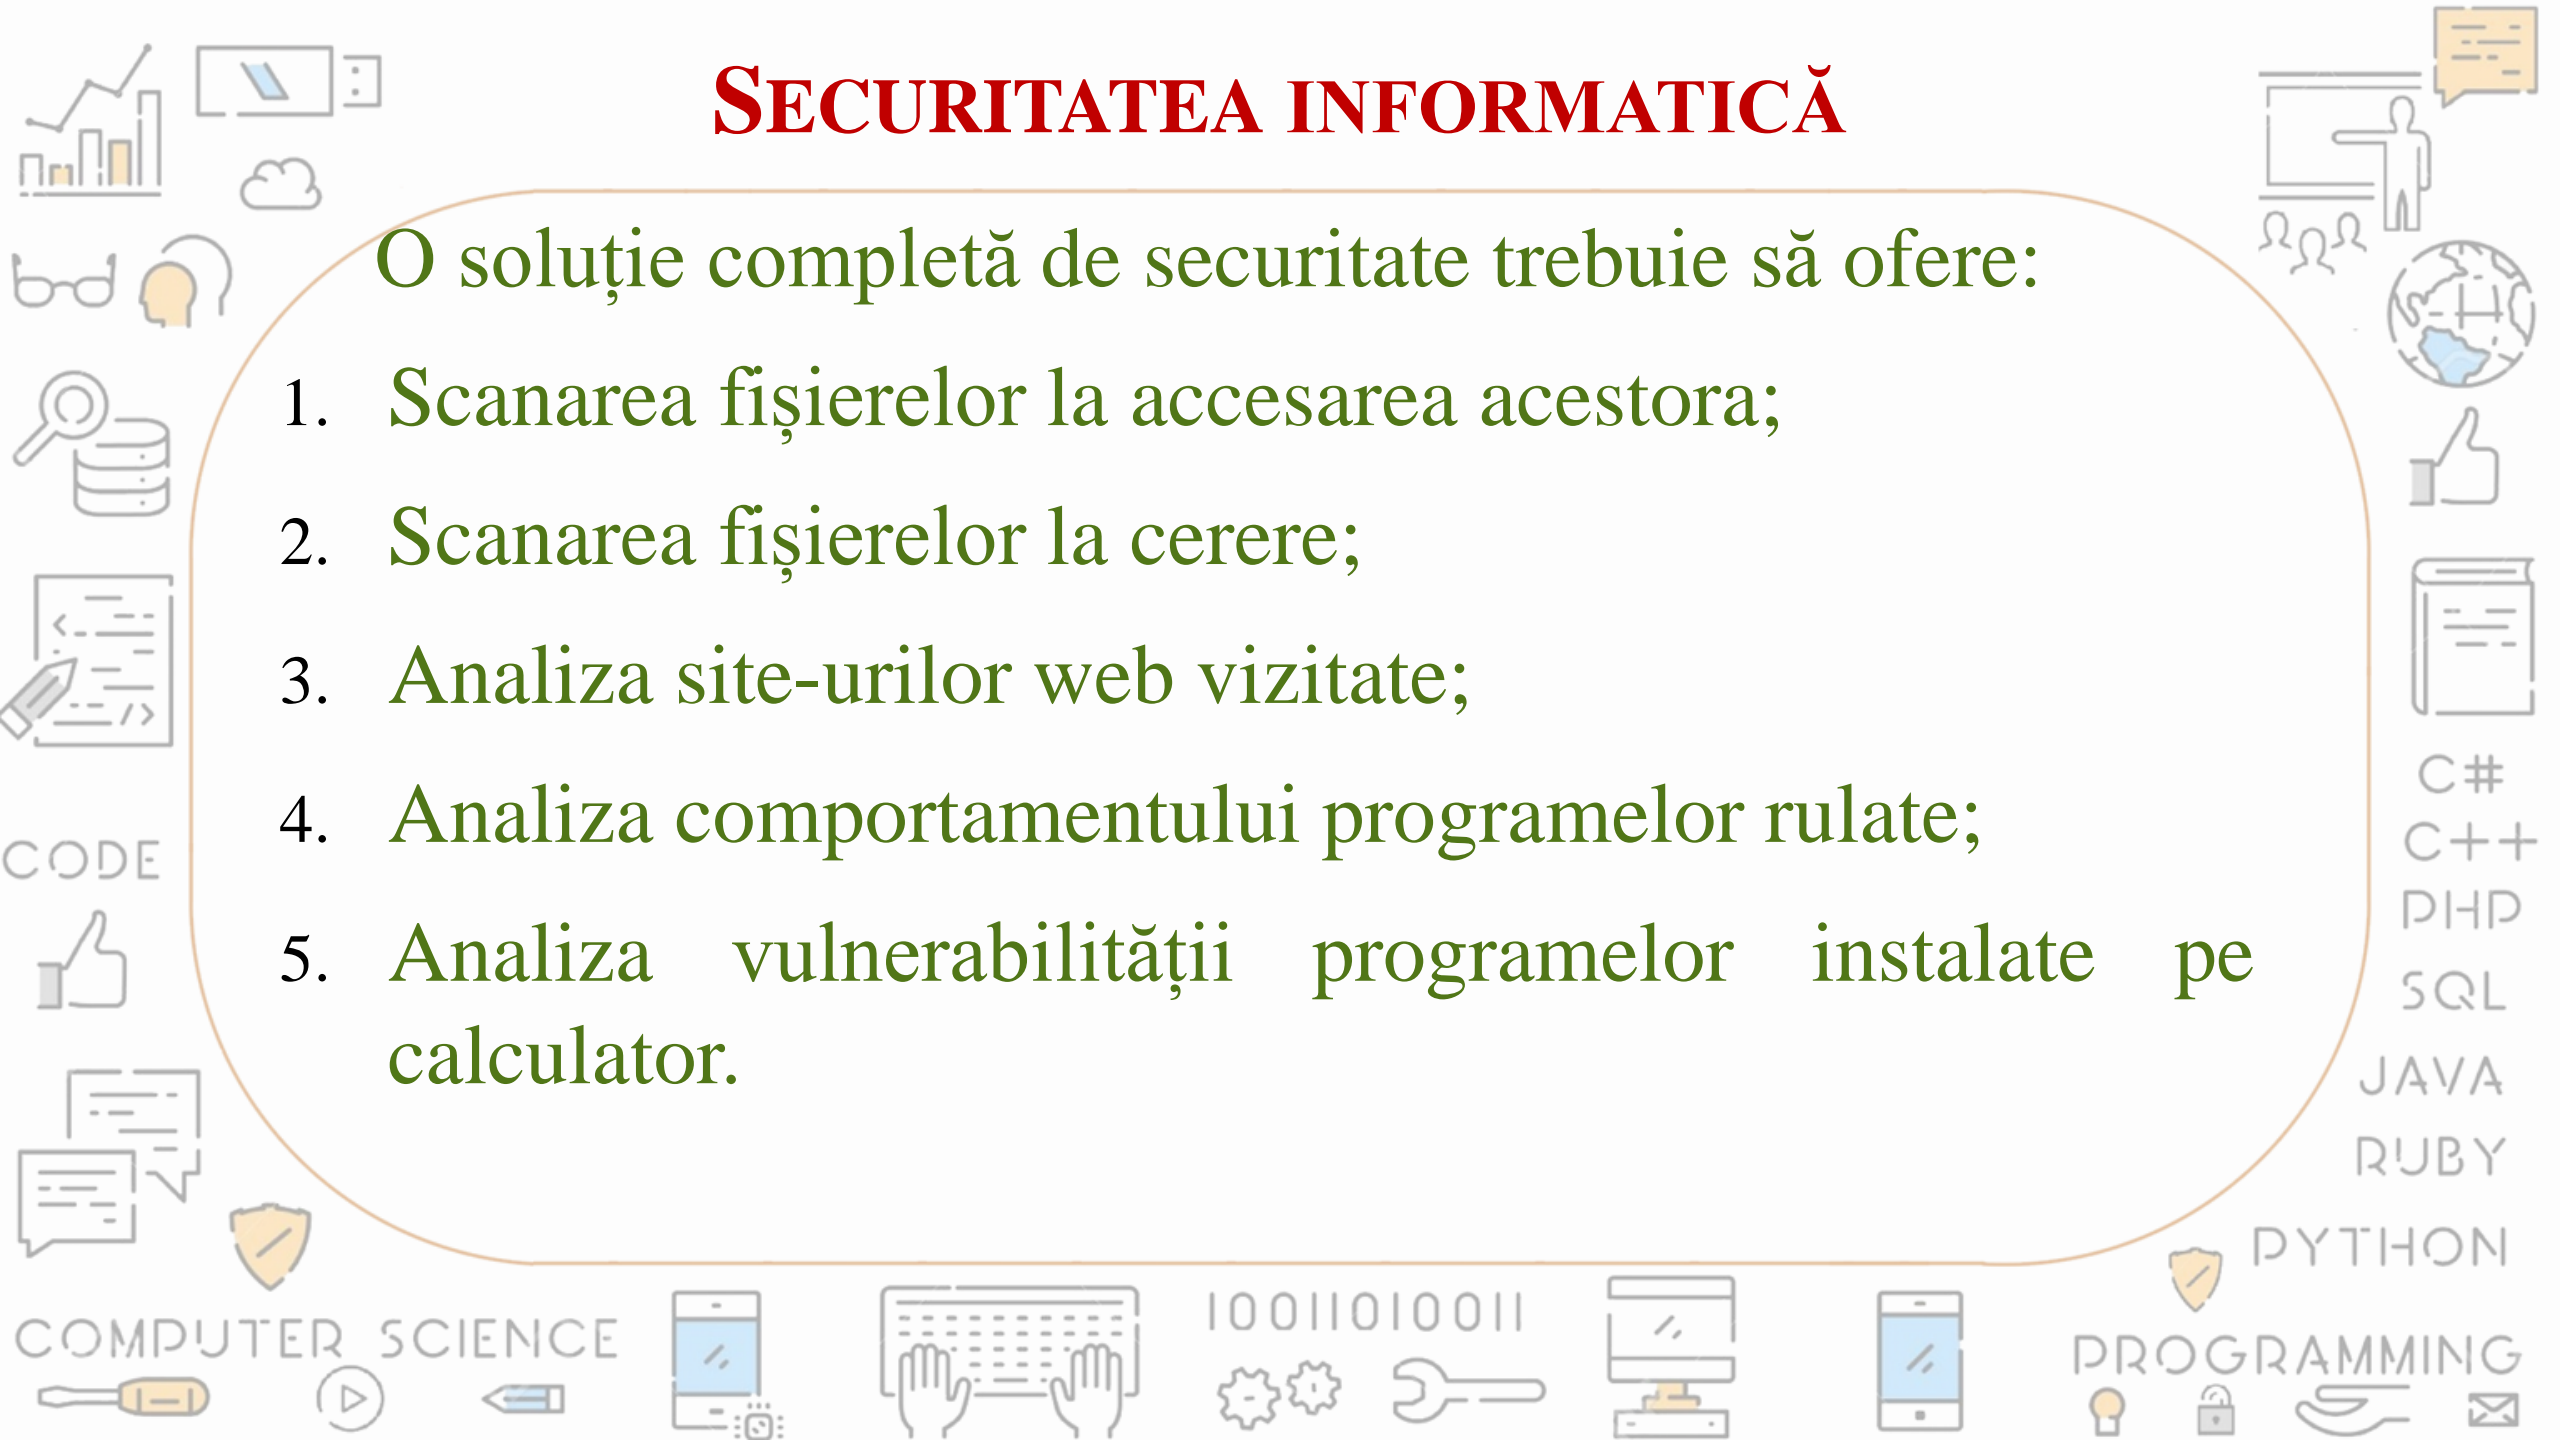 SECURITATEA INFORMATICĂ
O soluție completă de securitate trebuie să ofere:
1. Scanarea fișierelor la accesarea acestora;
2. Scanarea fișierelor la cerere;
3. Analiza site-urilor web vizitate;
4. Analiza comportamentului programelor rulate;
5. Analiza vulnerabilității programelor instalate pe
calculator.
CODE
C#
C++
PHP
SQL
JAVA
RUBY
PYTHON
PROGRAMMING
COMPUTER SCIENCE
10011010011